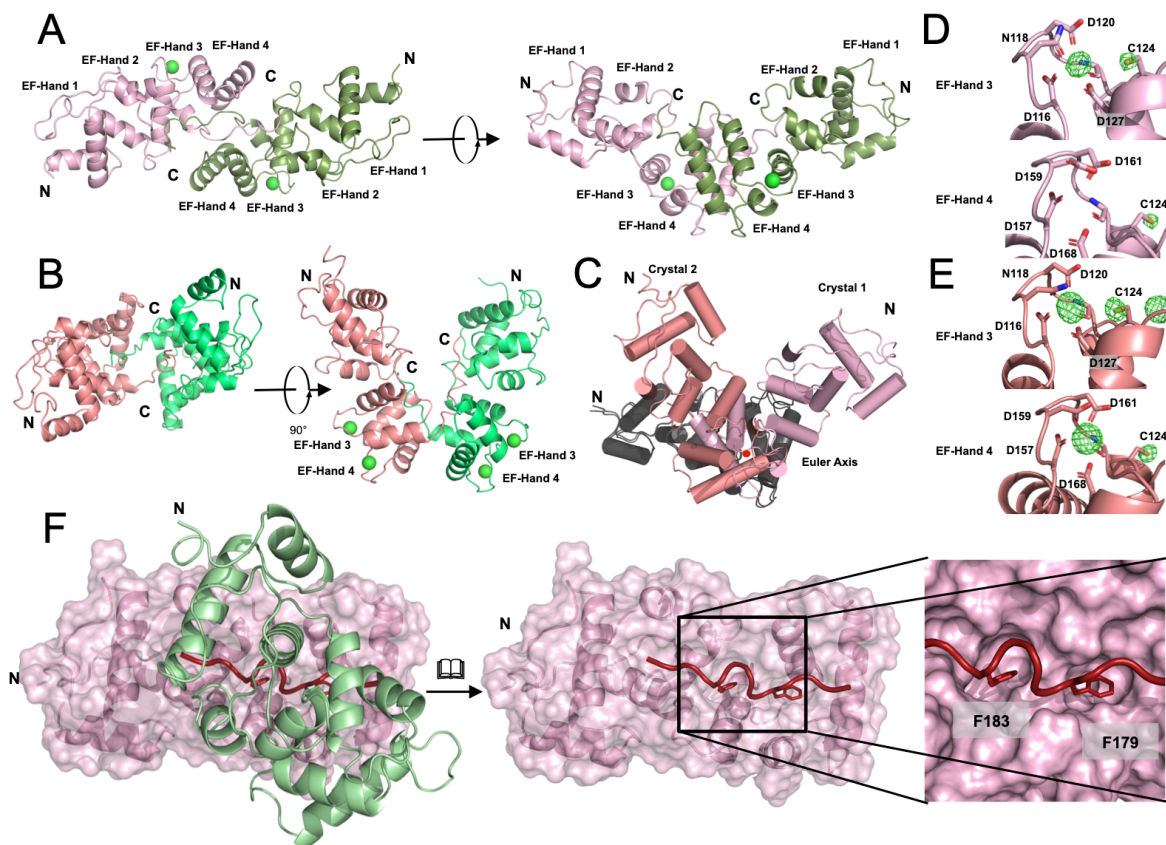 A
EF-Hand 1
EF-Hand 2
EF-Hand 3
EF-Hand 4
N
C
N
C
EF-Hand 4
EF-Hand 3
EF-Hand 2
EF-Hand 1
EF-Hand 1
EF-Hand 2
N
C
C
EF-Hand 2
EF-Hand 1
N
EF-Hand 3
EF-Hand 4
EF-Hand 3
EF-Hand 4
D
N118
D120
C124
EF-Hand 3
D116
D127
D161
D159
C124
EF-Hand 4
D157
D168
B
N
C
N
C
90°
N
N
C
C
EF-Hand 3
EF-Hand 4
EF-Hand 3
EF-Hand 4
C
Crystal 2
N
Crystal 1
N
N
Euler Axis
E
N118
D120
C124
EF-Hand 3
D116
D127
D159
D161
C124
EF-Hand 4
D157
D168
F
N
N
N
F183
F179